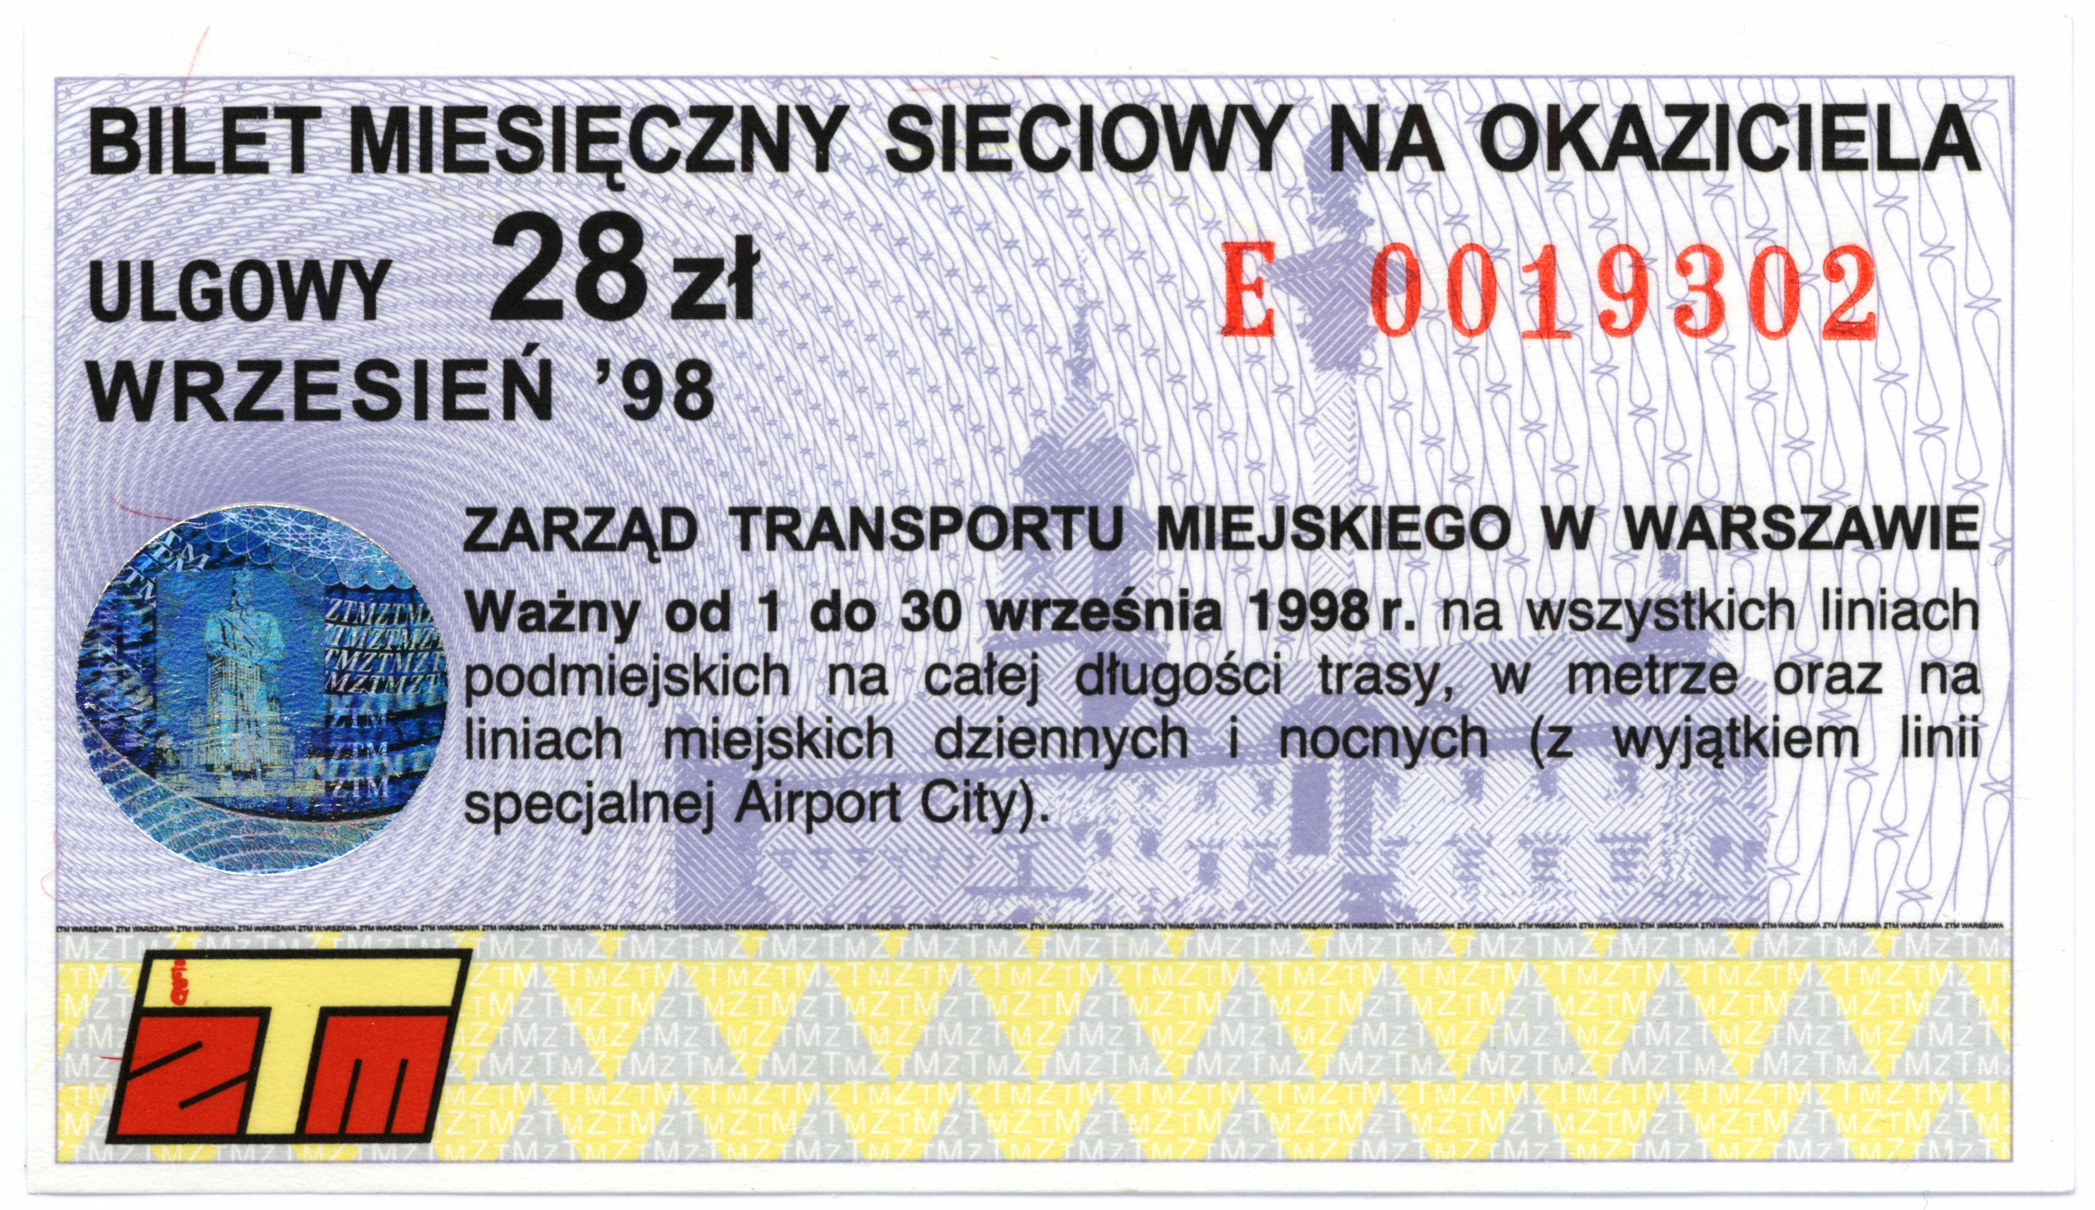 BILET MIESIĘCZNY SIECIOWY NA OKAZICIELA
ULGOWY 28 zł
E 0019302
WRZESIEŃ '98
ZARZĄD TRANSPORTU MIEJSKIEGO W WARSZAWIE
Ważny od 1 do 30 września 1998 r. na wszystkich liniach
podmiejskich na całej długości trasy, w metrze oraz na
liniach miejskich dziennych i nocnych (z wyjątkiem linii
specjalnej Airport City).
ZTM